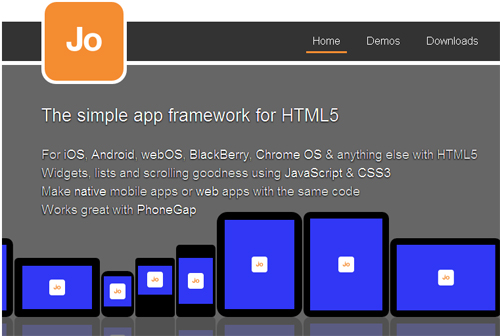 Jo
Home Demos Downloads
The simple app framework for HTML5
For iOS, Android, webOS, BlackBerry, Chrome OS & anything else with HTML5
Widgets, lists and scrolling goodness using JavaScript & CSS3
Make native mobile apps or web apps with the same code
Works great with PhoneGap
Jo Jo Jo Jo Jo Jo Jo